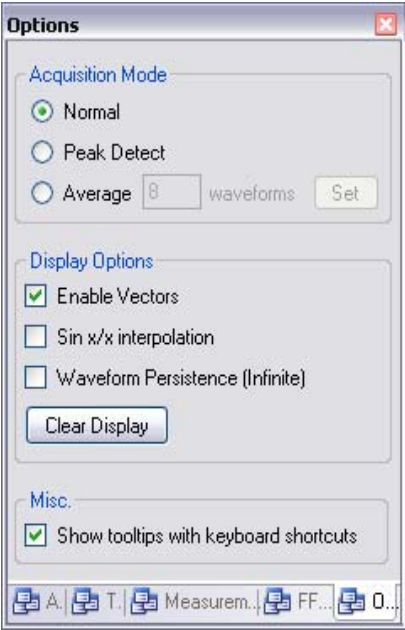 Options
Acquisition Mode
Normal
Peak Detect
Average 8 waveforms Set
Display Options
Enable Vectors
Sin x/x interpolation
Waveform Persistence (Infinite)
Clear Display
Misc.
Show tooltips with keyboard shortcuts
A. T. Measurem... FF... O...